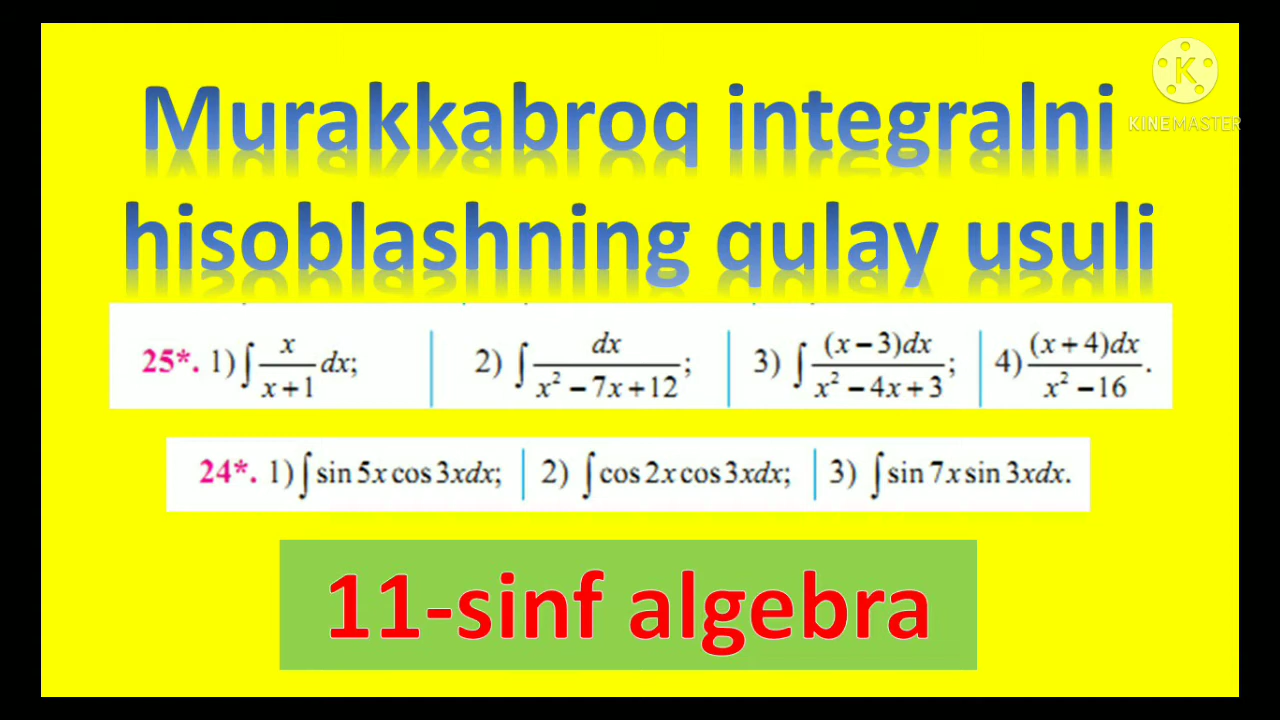 Murakkabroq integralni
K
KINEMASTER
hisoblashning qulay usuli
25*. 1) ∫ x/(x+1) dx; 2) ∫ dx/(x² − 7x + 12); 3) ∫ (x − 3)dx/(x² − 4x + 3); 4) (x + 4)dx/(x² − 16).
24*. 1) ∫ sin 5x cos 3xdx; 2) ∫ cos 2x cos 3xdx; 3) ∫ sin 7x sin 3xdx.
11-sinf algebra